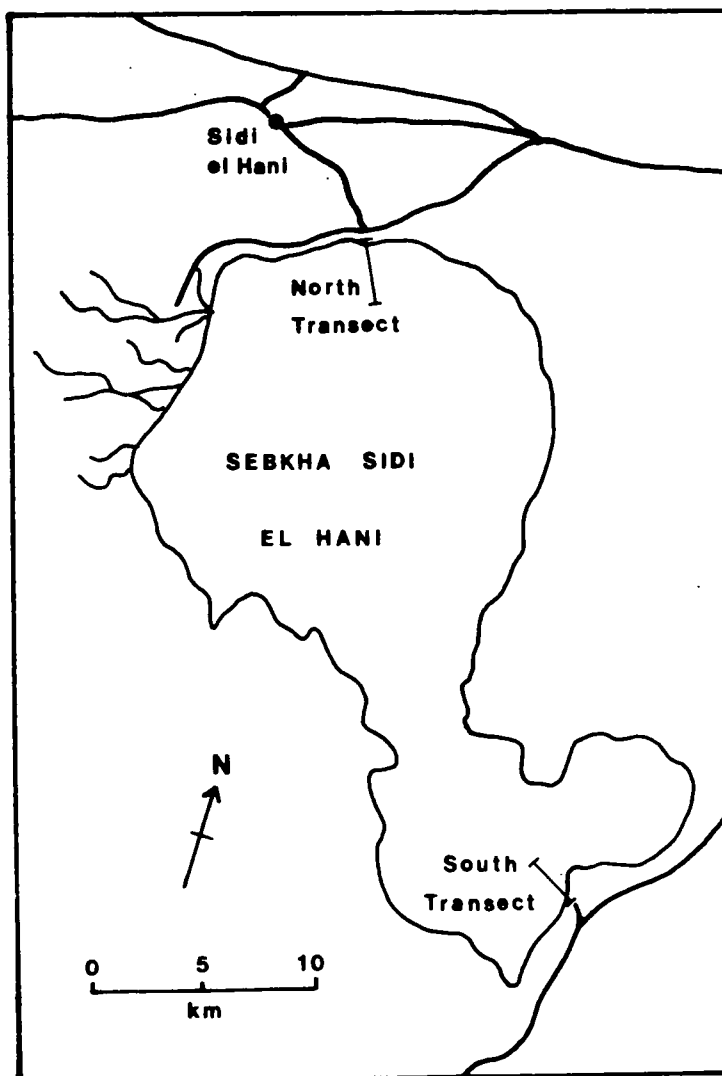 Sidi
el Hani
North
Transect
SEBKHA SIDI
EL HANI
N
South
Transect
0 5 10
km